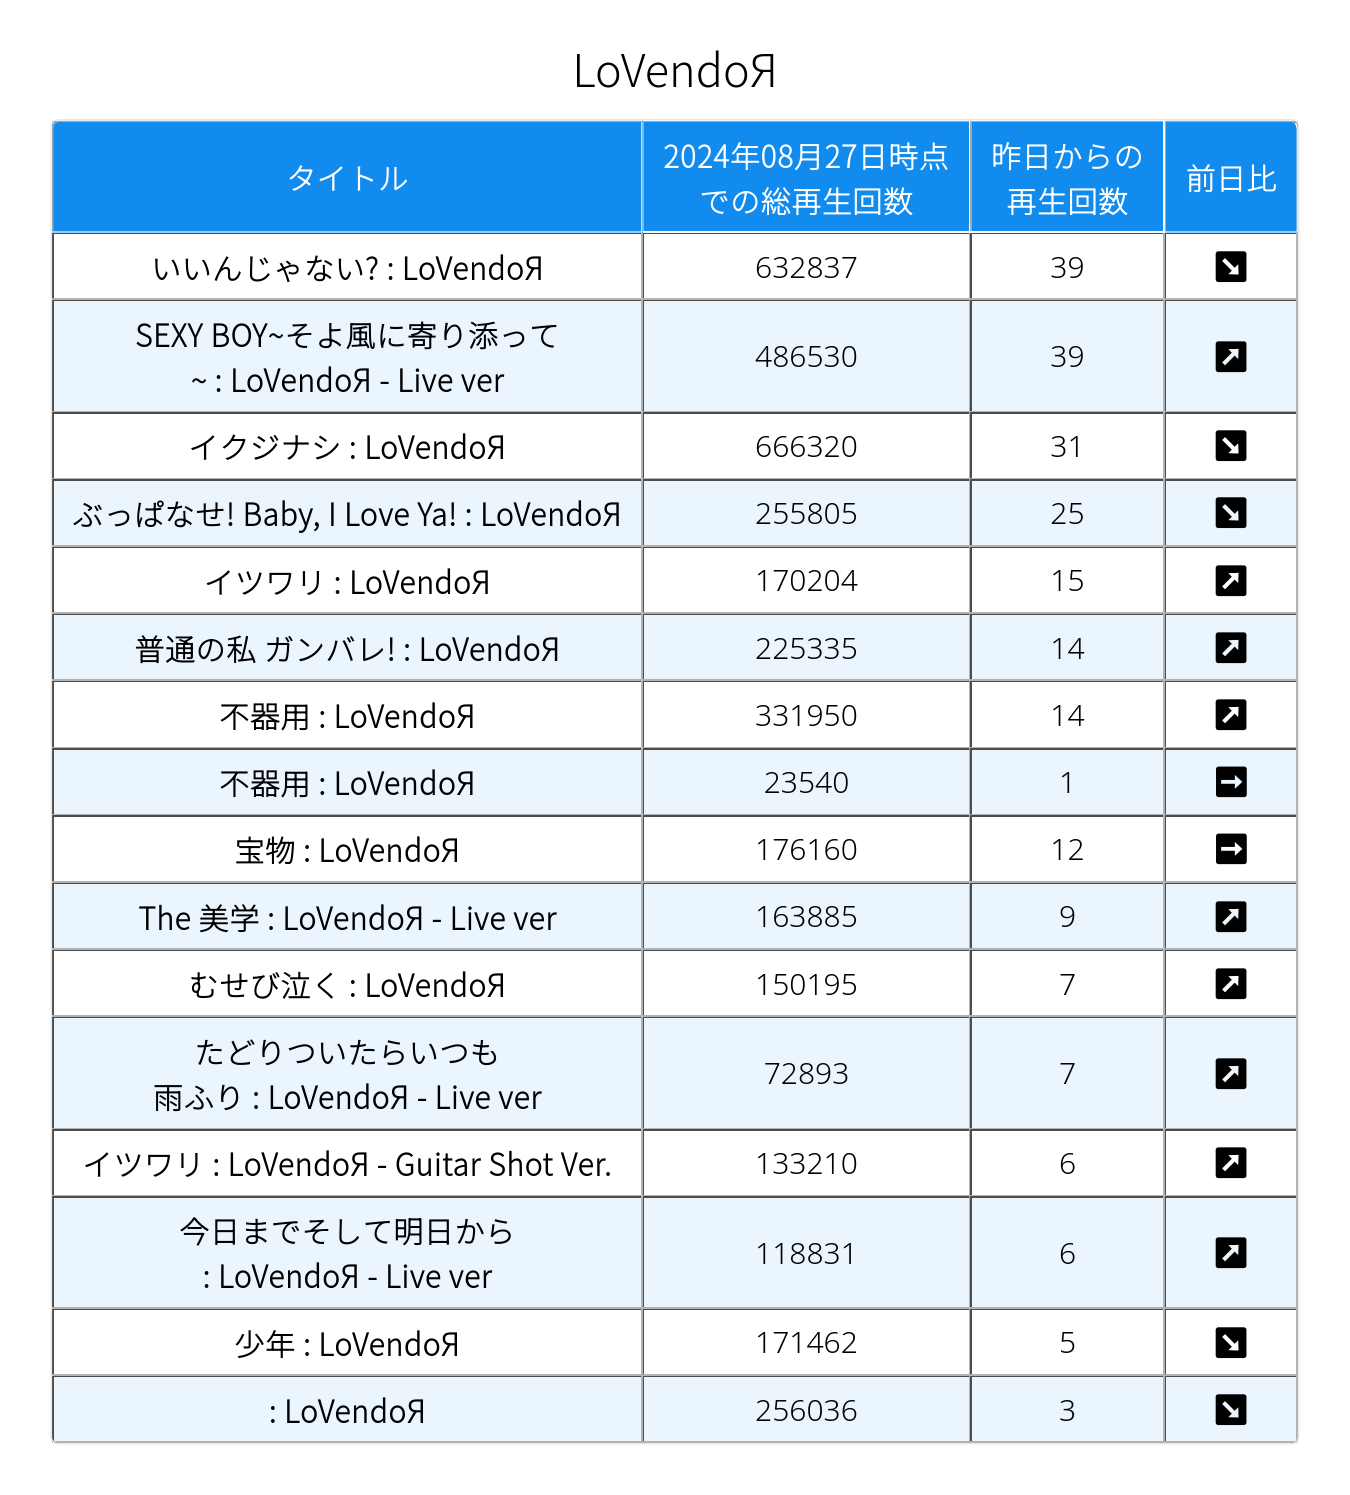 LoVendoЯ
タイトル
2024年08月27日時点
での総再生回数
昨日からの
再生回数
前日比
いいんじゃない? : LoVendoЯ 632837 39 ↘
SEXY BOY~そよ風に寄り添って
~ : LoVendoЯ - Live ver 486530 39 ↗
イクジナシ : LoVendoЯ 666320 31 ↘
ぶっぱなせ! Baby, I Love Ya! : LoVendoЯ 255805 25 ↘
イツワリ : LoVendoЯ 170204 15 ↗
普通の私 ガンバレ! : LoVendoЯ 225335 14 ↗
不器用 : LoVendoЯ 331950 14 ↗
不器用 : LoVendoЯ 23540 1 →
宝物 : LoVendoЯ 176160 12 →
The 美学 : LoVendoЯ - Live ver 163885 9 ↗
むせび泣く : LoVendoЯ 150195 7 ↗
たどりついたらいつも
雨ふり : LoVendoЯ - Live ver 72893 7 ↗
イツワリ : LoVendoЯ - Guitar Shot Ver. 133210 6 ↗
今日までそして明日から
: LoVendoЯ - Live ver 118831 6 ↗
少年 : LoVendoЯ 171462 5 ↘
: LoVendoЯ 256036 3 ↘